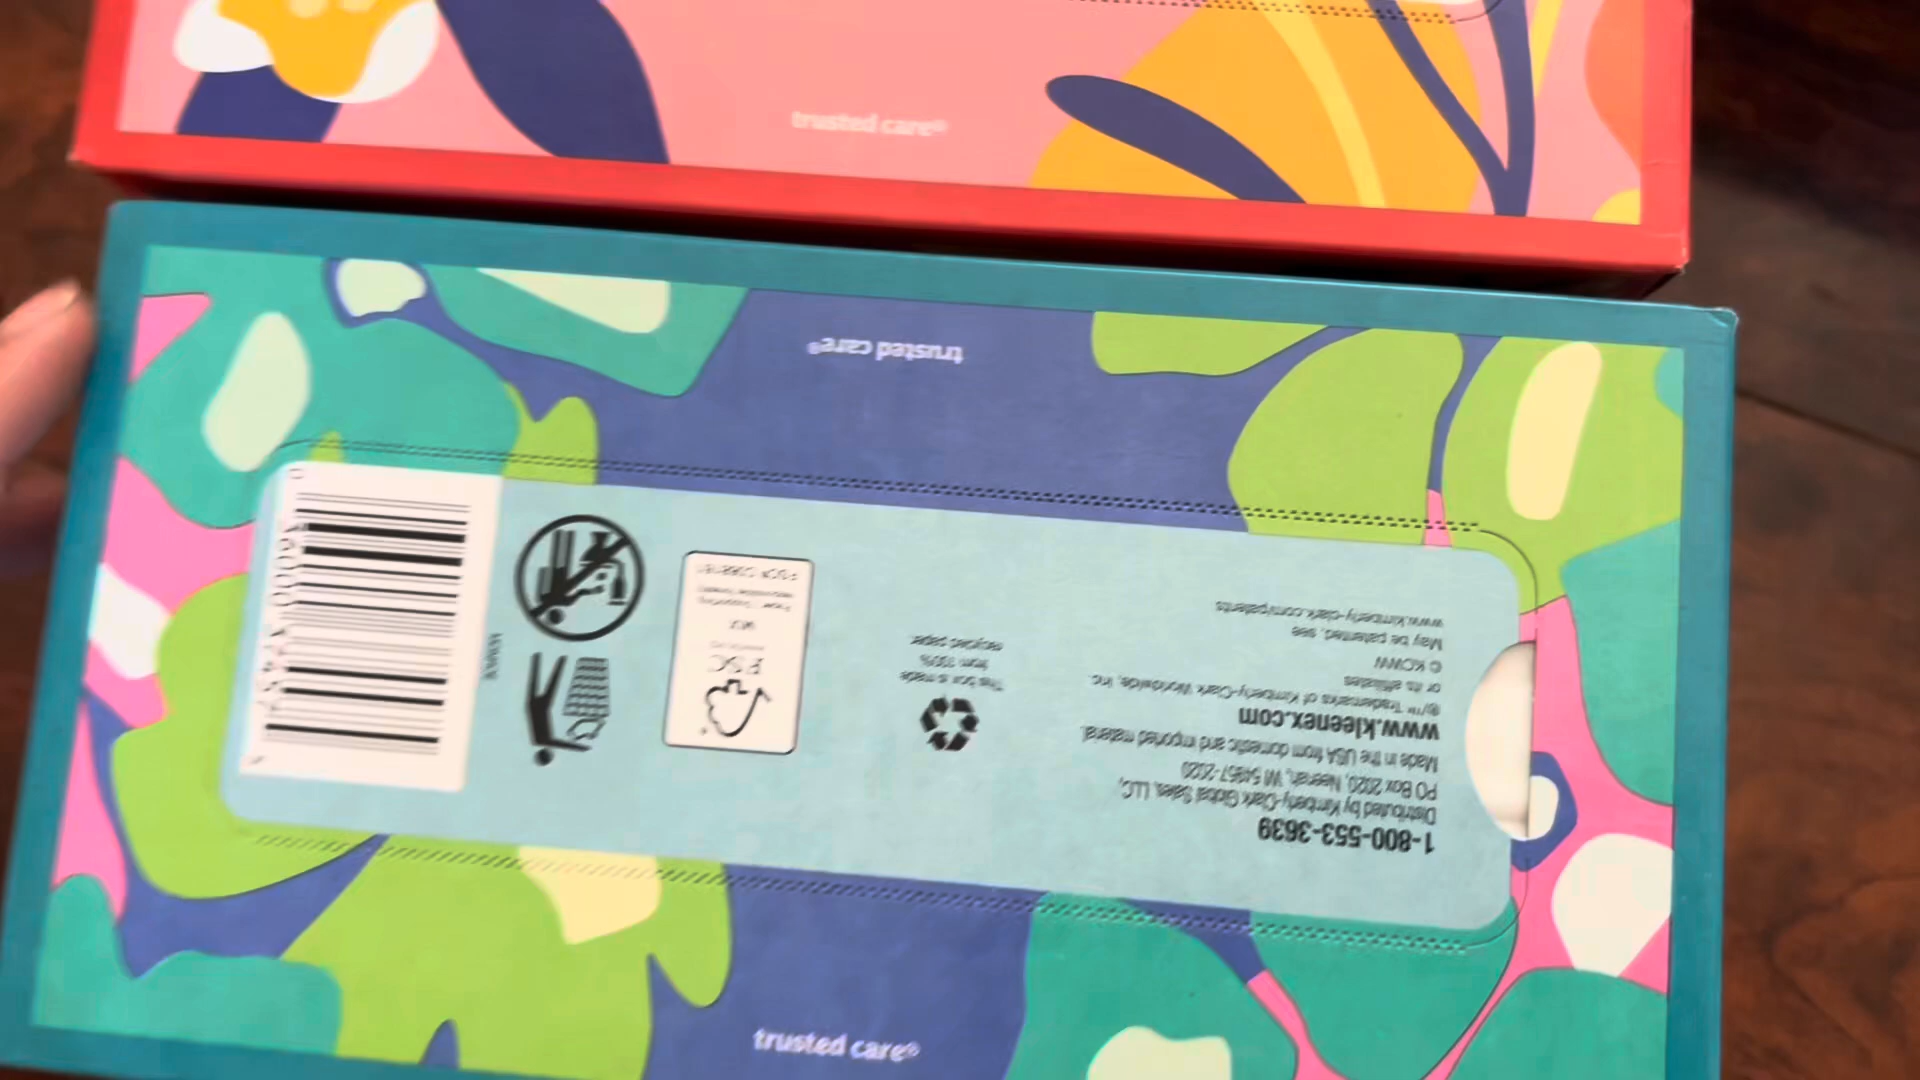 trusted care®
trusted care®
1-800-553-3639
Distributed by Kimberly-Clark Global Sales, LLC,
PO Box 2020, Neenah, WI 54957-2020
Made in the USA from domestic and imported material.
www.kleenex.com
®/™ Trademarks of Kimberly-Clark Worldwide, Inc.
or its affiliates
© KCWW
May be patented, see,
www.kimberly-clark.com/patents
This box is made
from 100%
recycled paper.
FSC
MIX
trusted care®